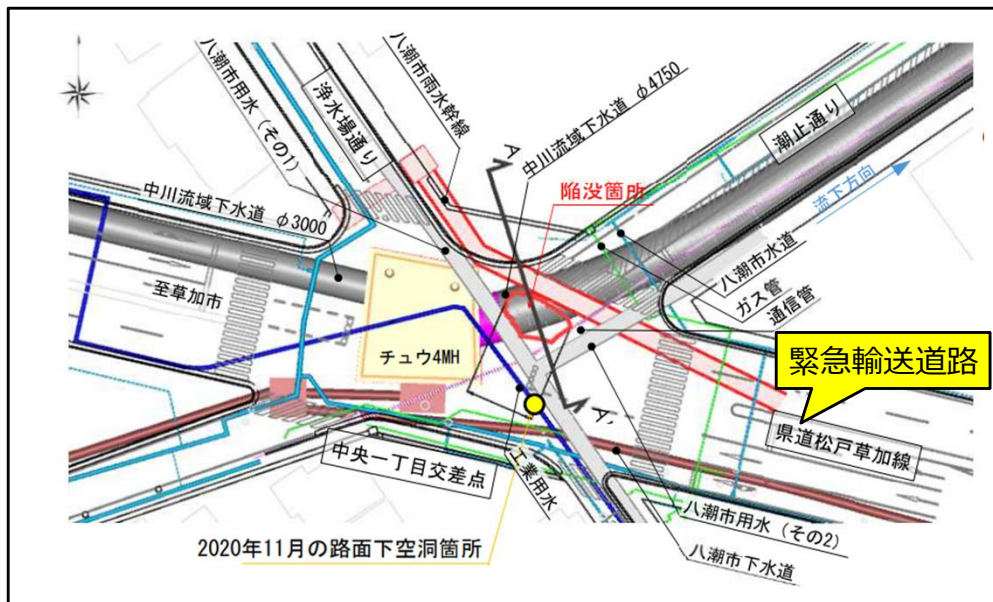 八潮市用水（その1）
浄水場通り
八潮市雨水幹線
中川流域下水道 φ4750
潮止通り
A
陥没箇所
流下方向
中川流域下水道 φ3000
八潮市水道
ガス管
通信管
至草加市
チュウ4MH
緊急輸送道路
A'
県道松戸草加線
中央一丁目交差点
工業用水
八潮市用水（その2）
八潮市下水道
2020年11月の路面下空洞箇所